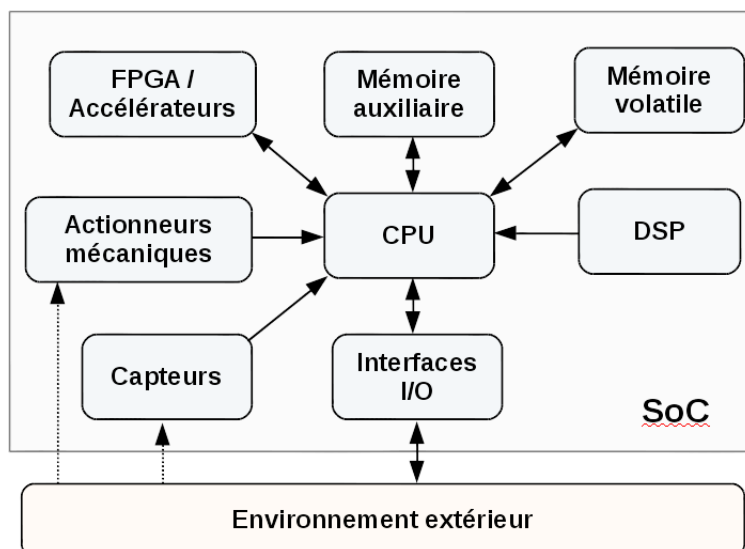 FPGA /
Accélérateurs
Mémoire
auxiliaire
Mémoire
volatile
Actionneurs
mécaniques
CPU
DSP
Capteurs
Interfaces
I/O
SoC
Environnement extérieur